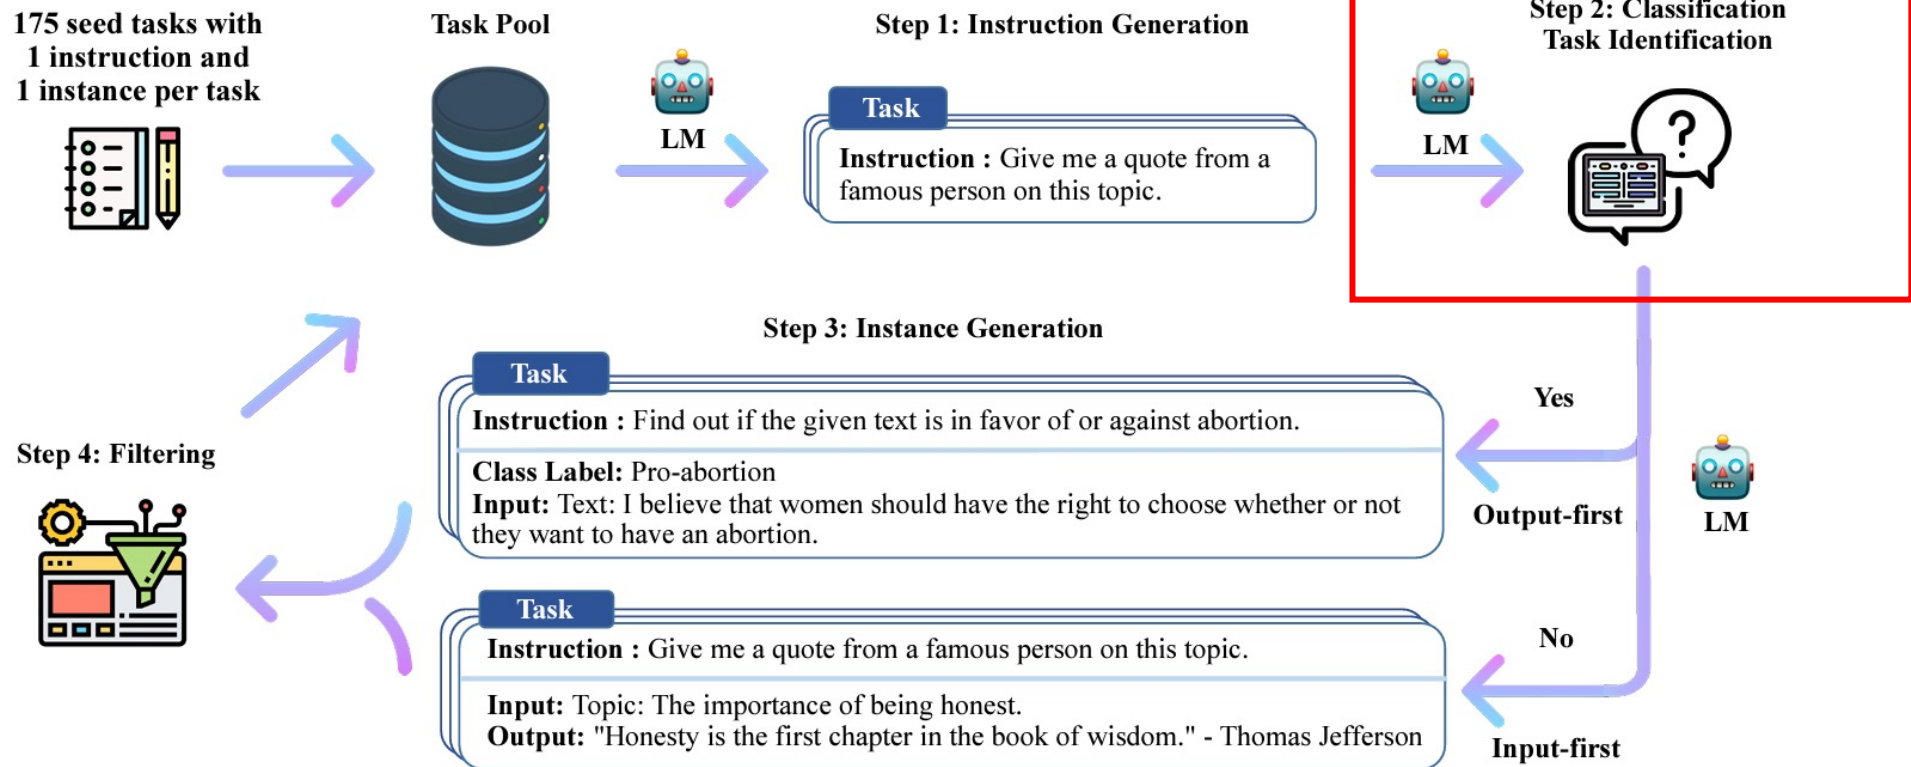 175 seed tasks with
1 instruction and
1 instance per task
Task Pool
LM
Step 1: Instruction Generation
Task
Instruction : Give me a quote from a
famous person on this topic.
LM
Step 2: Classification
Task Identification
?
Step 3: Instance Generation
Task
Instruction : Find out if the given text is in favor of or against abortion.
Class Label: Pro-abortion
Input: Text: I believe that women should have the right to choose whether or not
they want to have an abortion.
Yes
Output-first
LM
Task
Instruction : Give me a quote from a famous person on this topic.
Input: Topic: The importance of being honest.
Output: "Honesty is the first chapter in the book of wisdom." - Thomas Jefferson
No
Input-first
Step 4: Filtering